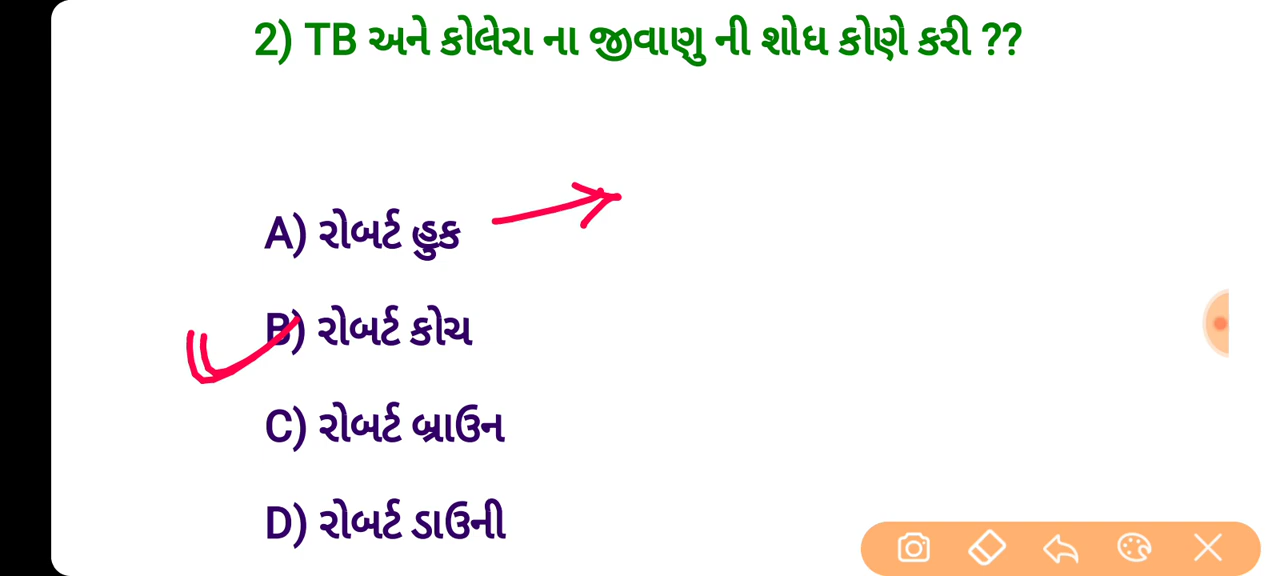 2) TB અને કોલેરા ના જીવાણુ ની શોધ કોણે કરી ??
A) રોબર્ટ હુક
B) રોબર્ટ કોચ
C) રોબર્ટ બ્રાઉન
D) રોબર્ટ ડાઉની